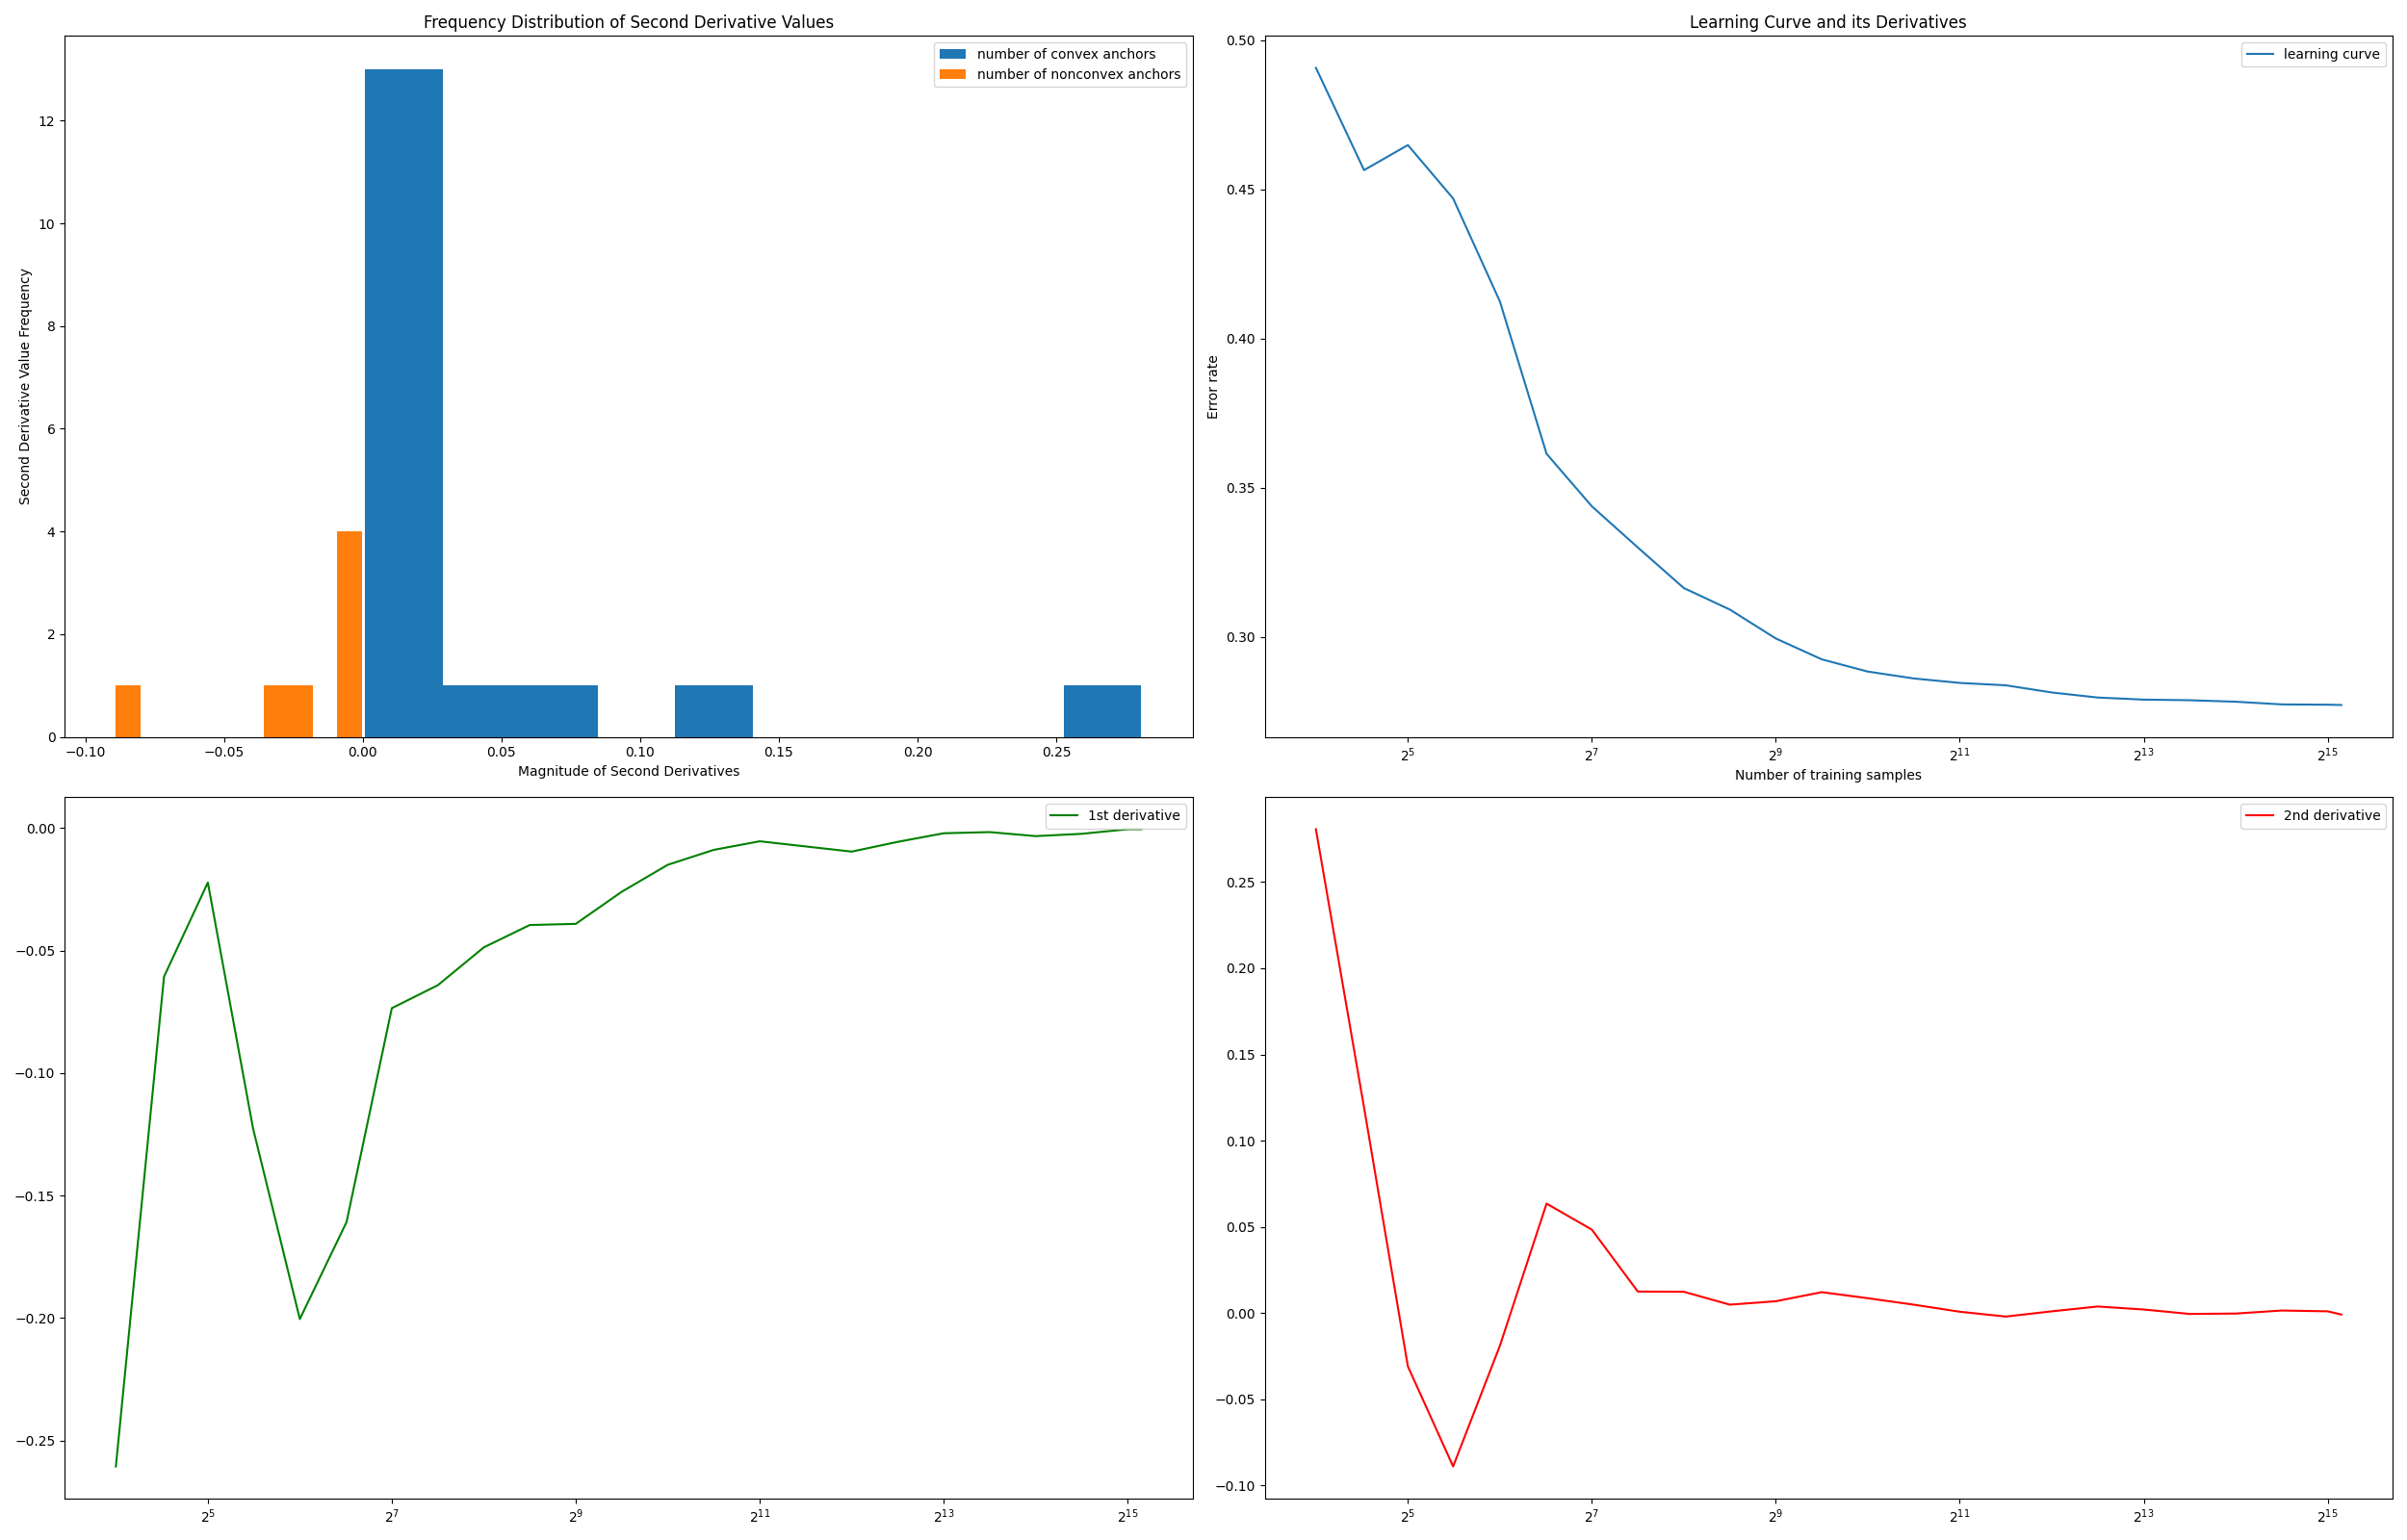 Frequency Distribution of Second Derivative Values
number of convex anchors
number of nonconvex anchors
Second Derivative Value Frequency
12
10
8
6
4
2
0
−0.10 −0.05 0.00 0.05 0.10 0.15 0.20 0.25
Magnitude of Second Derivatives
Learning Curve and its Derivatives
learning curve
Error rate
0.50
0.45
0.40
0.35
0.30
2^5 2^7 2^9 2^11 2^13 2^15
Number of training samples
1st derivative
0.00
−0.05
−0.10
−0.15
−0.20
−0.25
2^5 2^7 2^9 2^11 2^13 2^15
2nd derivative
0.25
0.20
0.15
0.10
0.05
0.00
−0.05
−0.10
2^5 2^7 2^9 2^11 2^13 2^15